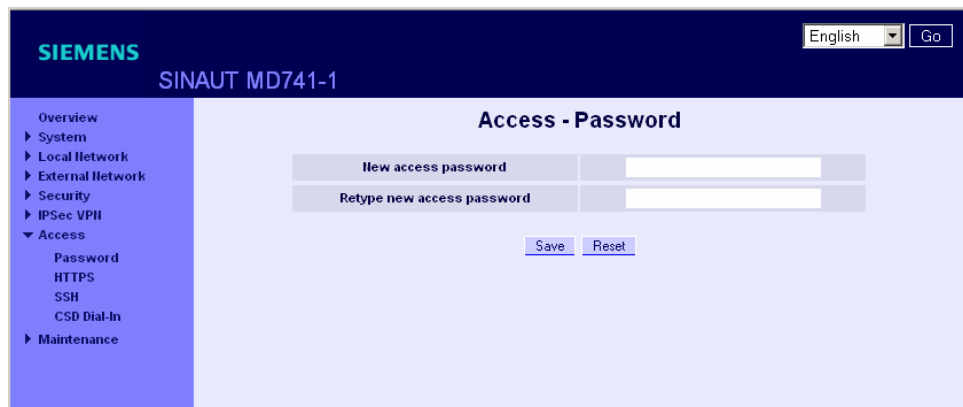 SIEMENS
English
Go
SINAUT MD741-1
Overview
System
Local Network
External Network
Security
IPSec VPN
Access
Password
HTTPS
SSH
CSD Dial-In
Maintenance
Access - Password
New access password
Retype new access password
Save
Reset